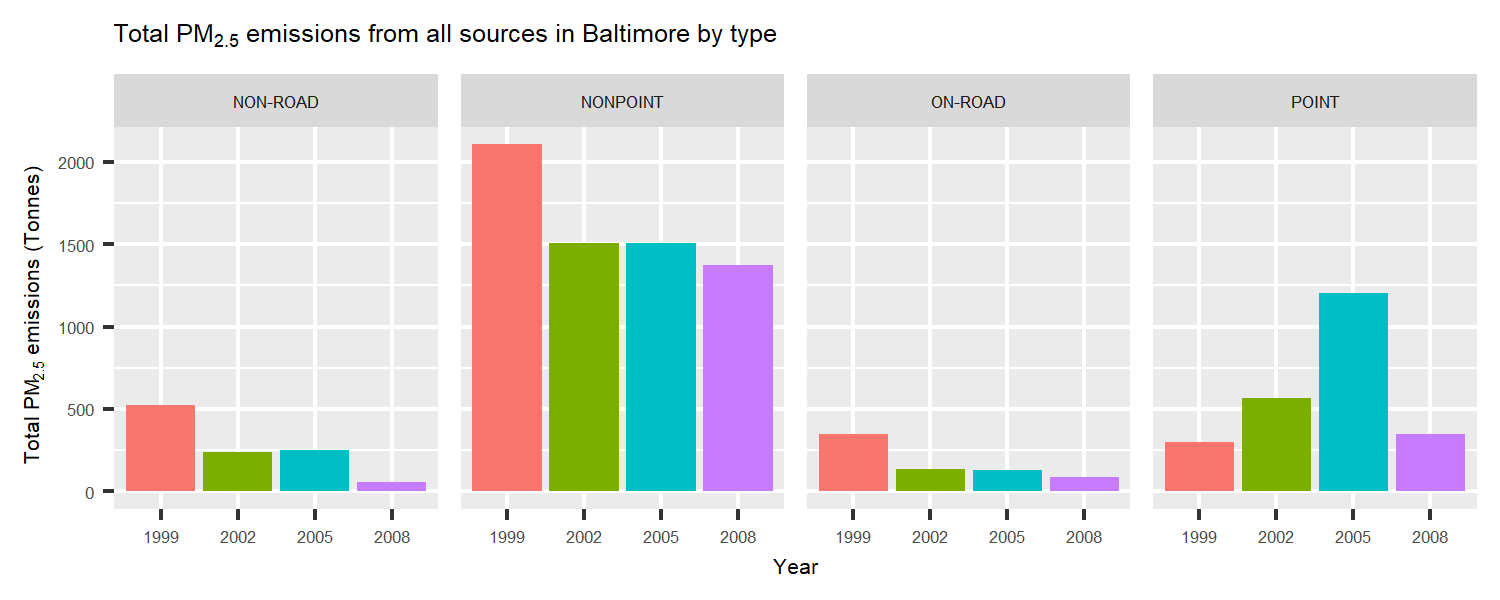 Total PM2.5 emissions from all sources in Baltimore by type
NON-ROAD
NONPOINT
ON-ROAD
POINT
Total PM2.5 emissions (Tonnes)
2000
1500
1000
500
0
1999 2002 2005 2008
1999 2002 2005 2008
1999 2002 2005 2008
1999 2002 2005 2008
Year